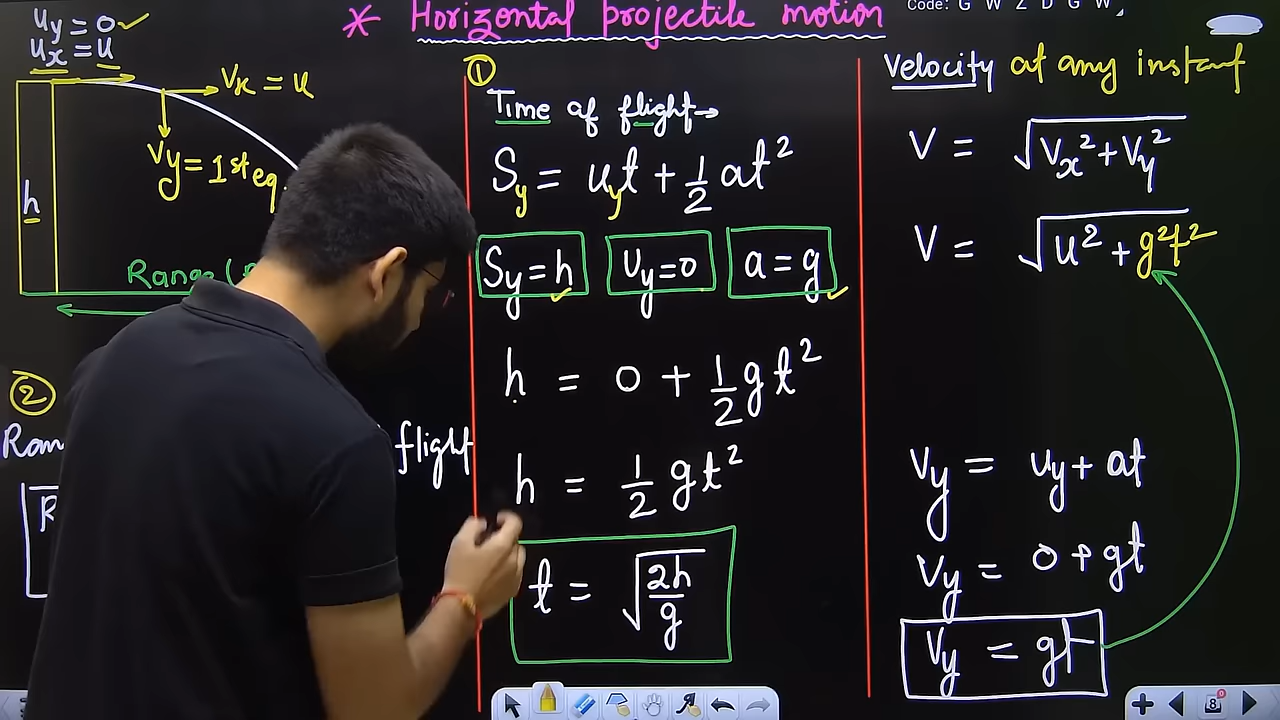 * Horizontal projectile motion
Code: G W Z D G W
uy = 0 ✓
ux = u
Vx = u
Vy = 1st eq.
h
Range (
②
flight
①
Time of flight →
Sy = uyt + 1/2 at²
Sy = h
Uy = 0
a = g
h = 0 + 1/2 gt²
h = 1/2 gt²
t = √(2h/g)
Velocity at any instant
V = √(Vx² + Vy²)
V = √(u² + g²t²)
Vy = uy + at
Vy = 0 + gt
Vy = gt
8